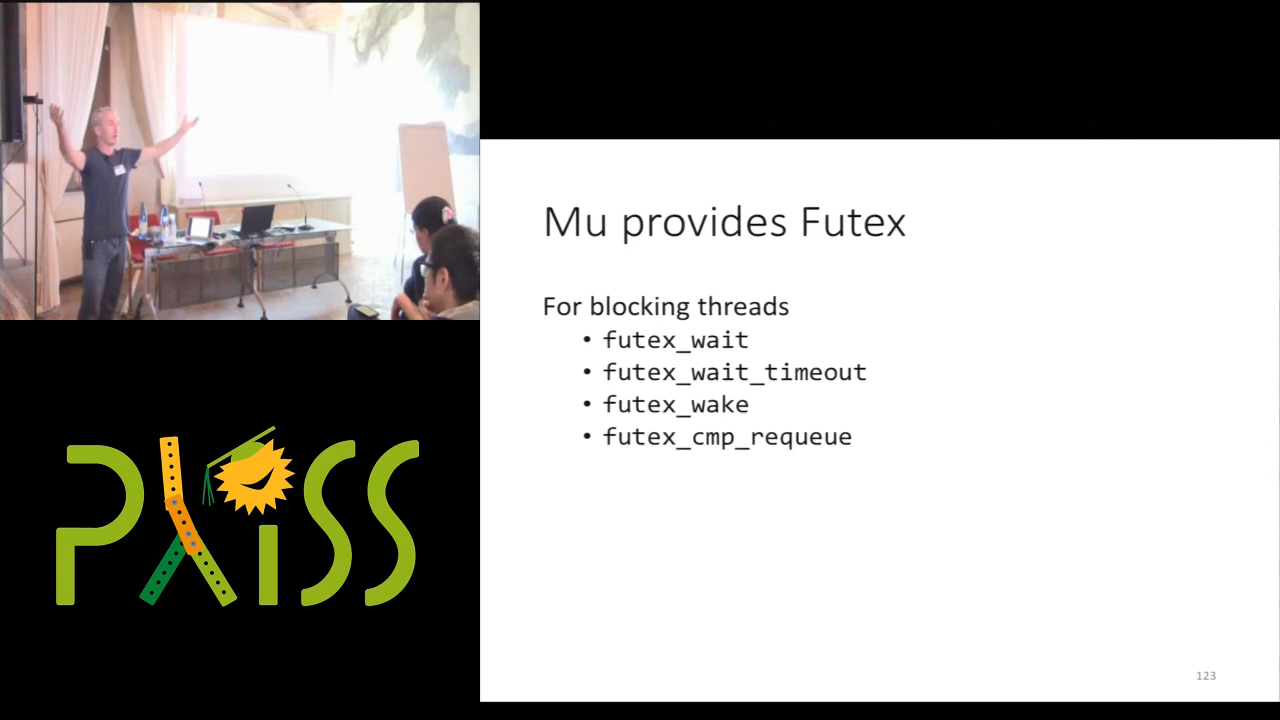 Mu provides Futex
For blocking threads
• futex_wait
• futex_wait_timeout
• futex_wake
• futex_cmp_requeue
123
PLISS